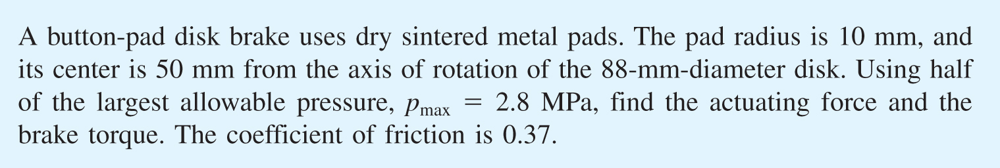 A button-pad disk brake uses dry sintered metal pads. The pad radius is 10 mm, and
its center is 50 mm from the axis of rotation of the 88-mm-diameter disk. Using half
of the largest allowable pressure, pmax = 2.8 MPa, find the actuating force and the
brake torque. The coefficient of friction is 0.37.